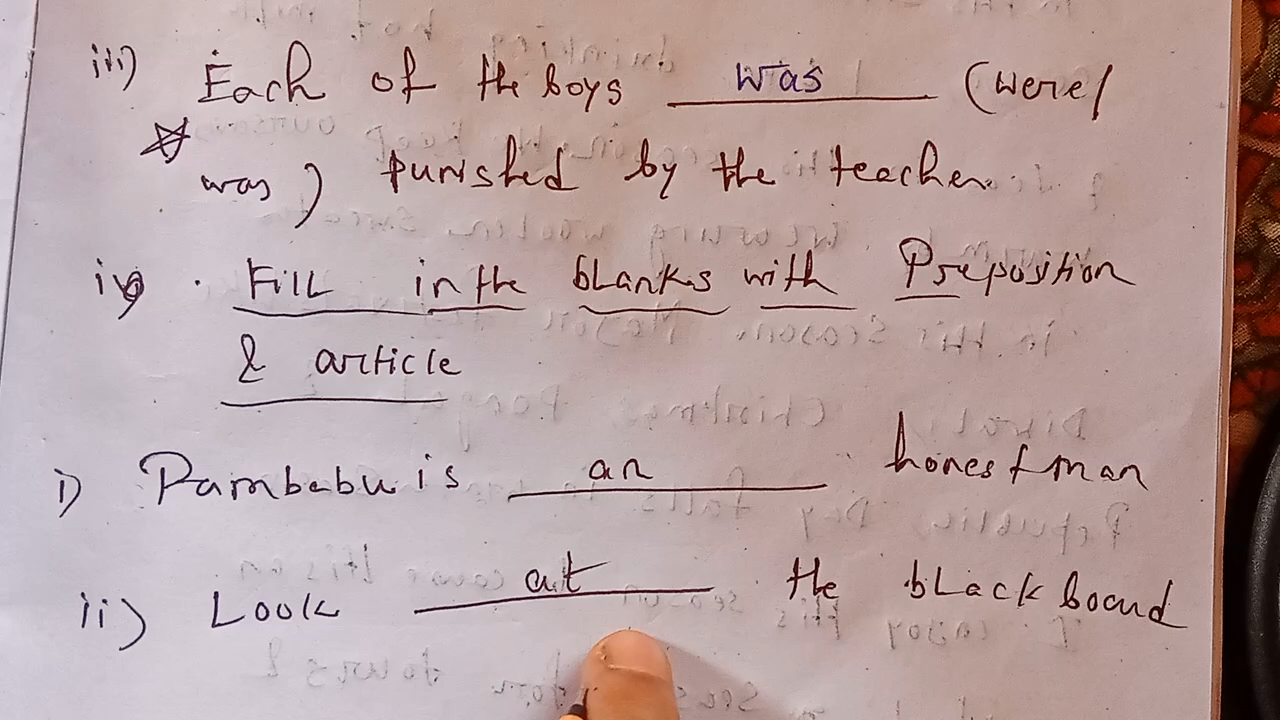 iii) Each of the boys was (were/
was) punished by the teacher.
iv) Fill in the blanks with Preposition
& article
i) Rambabu is an honest man
ii) Look at the black board